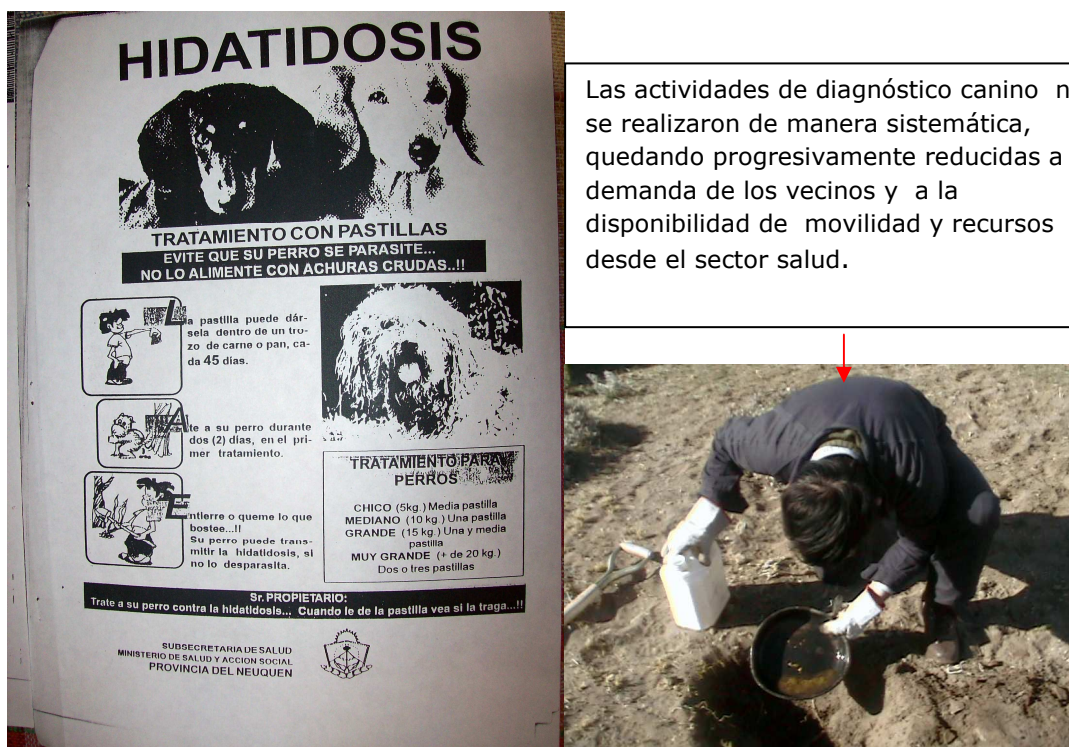 HIDATIDOSIS
TRATAMIENTO CON PASTILLAS
EVITE QUE SU PERRO SE PARASITE...
NO LO ALIMENTE CON ACHURAS CRUDAS..!!
La pastilla puede dár-
sela dentro de un tro-
zo de carne o pan, ca-
da 45 días.
Ate a su perro durante
dos (2) días, en el pri-
mer tratamiento.
Entierre o queme lo que
bostee...!!
Su perro puede trans-
mitir la hidatidosis, si
no lo desparasita.
TRATAMIENTO PARA
PERROS
CHICO (5kg.) Media pastilla
MEDIANO (10 kg.) Una pastilla
GRANDE (15 kg.) Una y media
pastilla
MUY GRANDE (+ de 20 kg.)
Dos o tres pastillas
Sr. PROPIETARIO:
Trate a su perro contra la hidatidosis... Cuando le de la pastilla vea si la traga...!!
SUBSECRETARIA DE SALUD
MINISTERIO DE SALUD Y ACCION SOCIAL
PROVINCIA DEL NEUQUEN
Las actividades de diagnóstico canino n
se realizaron de manera sistemática,
quedando progresivamente reducidas a
demanda de los vecinos y a la
disponibilidad de movilidad y recursos
desde el sector salud.